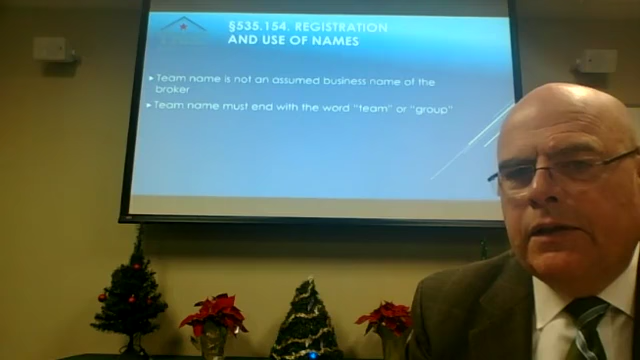 §535.154. REGISTRATION
AND USE OF NAMES
▸ Team name is not an assumed business name of the
broker
▸ Team name must end with the word "team" or "group"